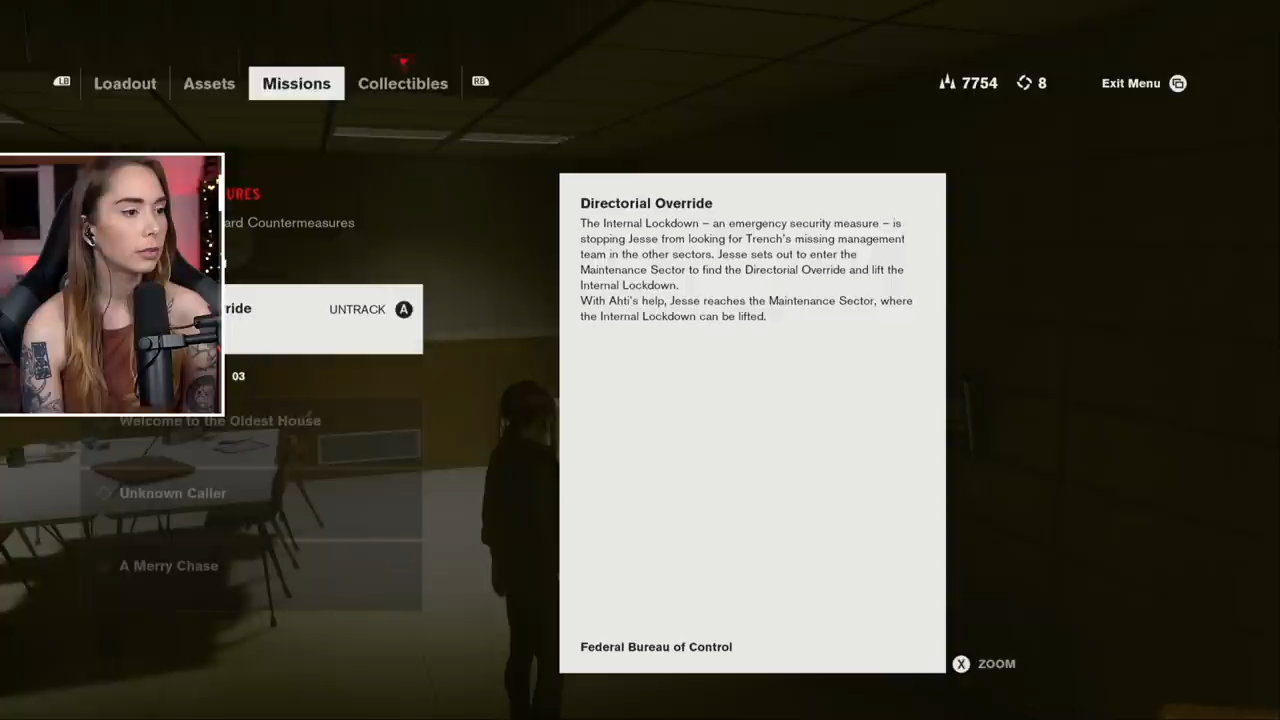 LB
Loadout
Assets
Missions
Collectibles
RB
7754
8
Exit Menu
URES
ard Countermeasures
ride
UNTRACK A
03
Welcome to the Oldest House
Unknown Caller
A Merry Chase
Directorial Override
The Internal Lockdown – an emergency security measure – is
stopping Jesse from looking for Trench's missing management
team in the other sectors. Jesse sets out to enter the
Maintenance Sector to find the Directorial Override and lift the
Internal Lockdown.
With Ahti's help, Jesse reaches the Maintenance Sector, where
the Internal Lockdown can be lifted.
Federal Bureau of Control
X ZOOM